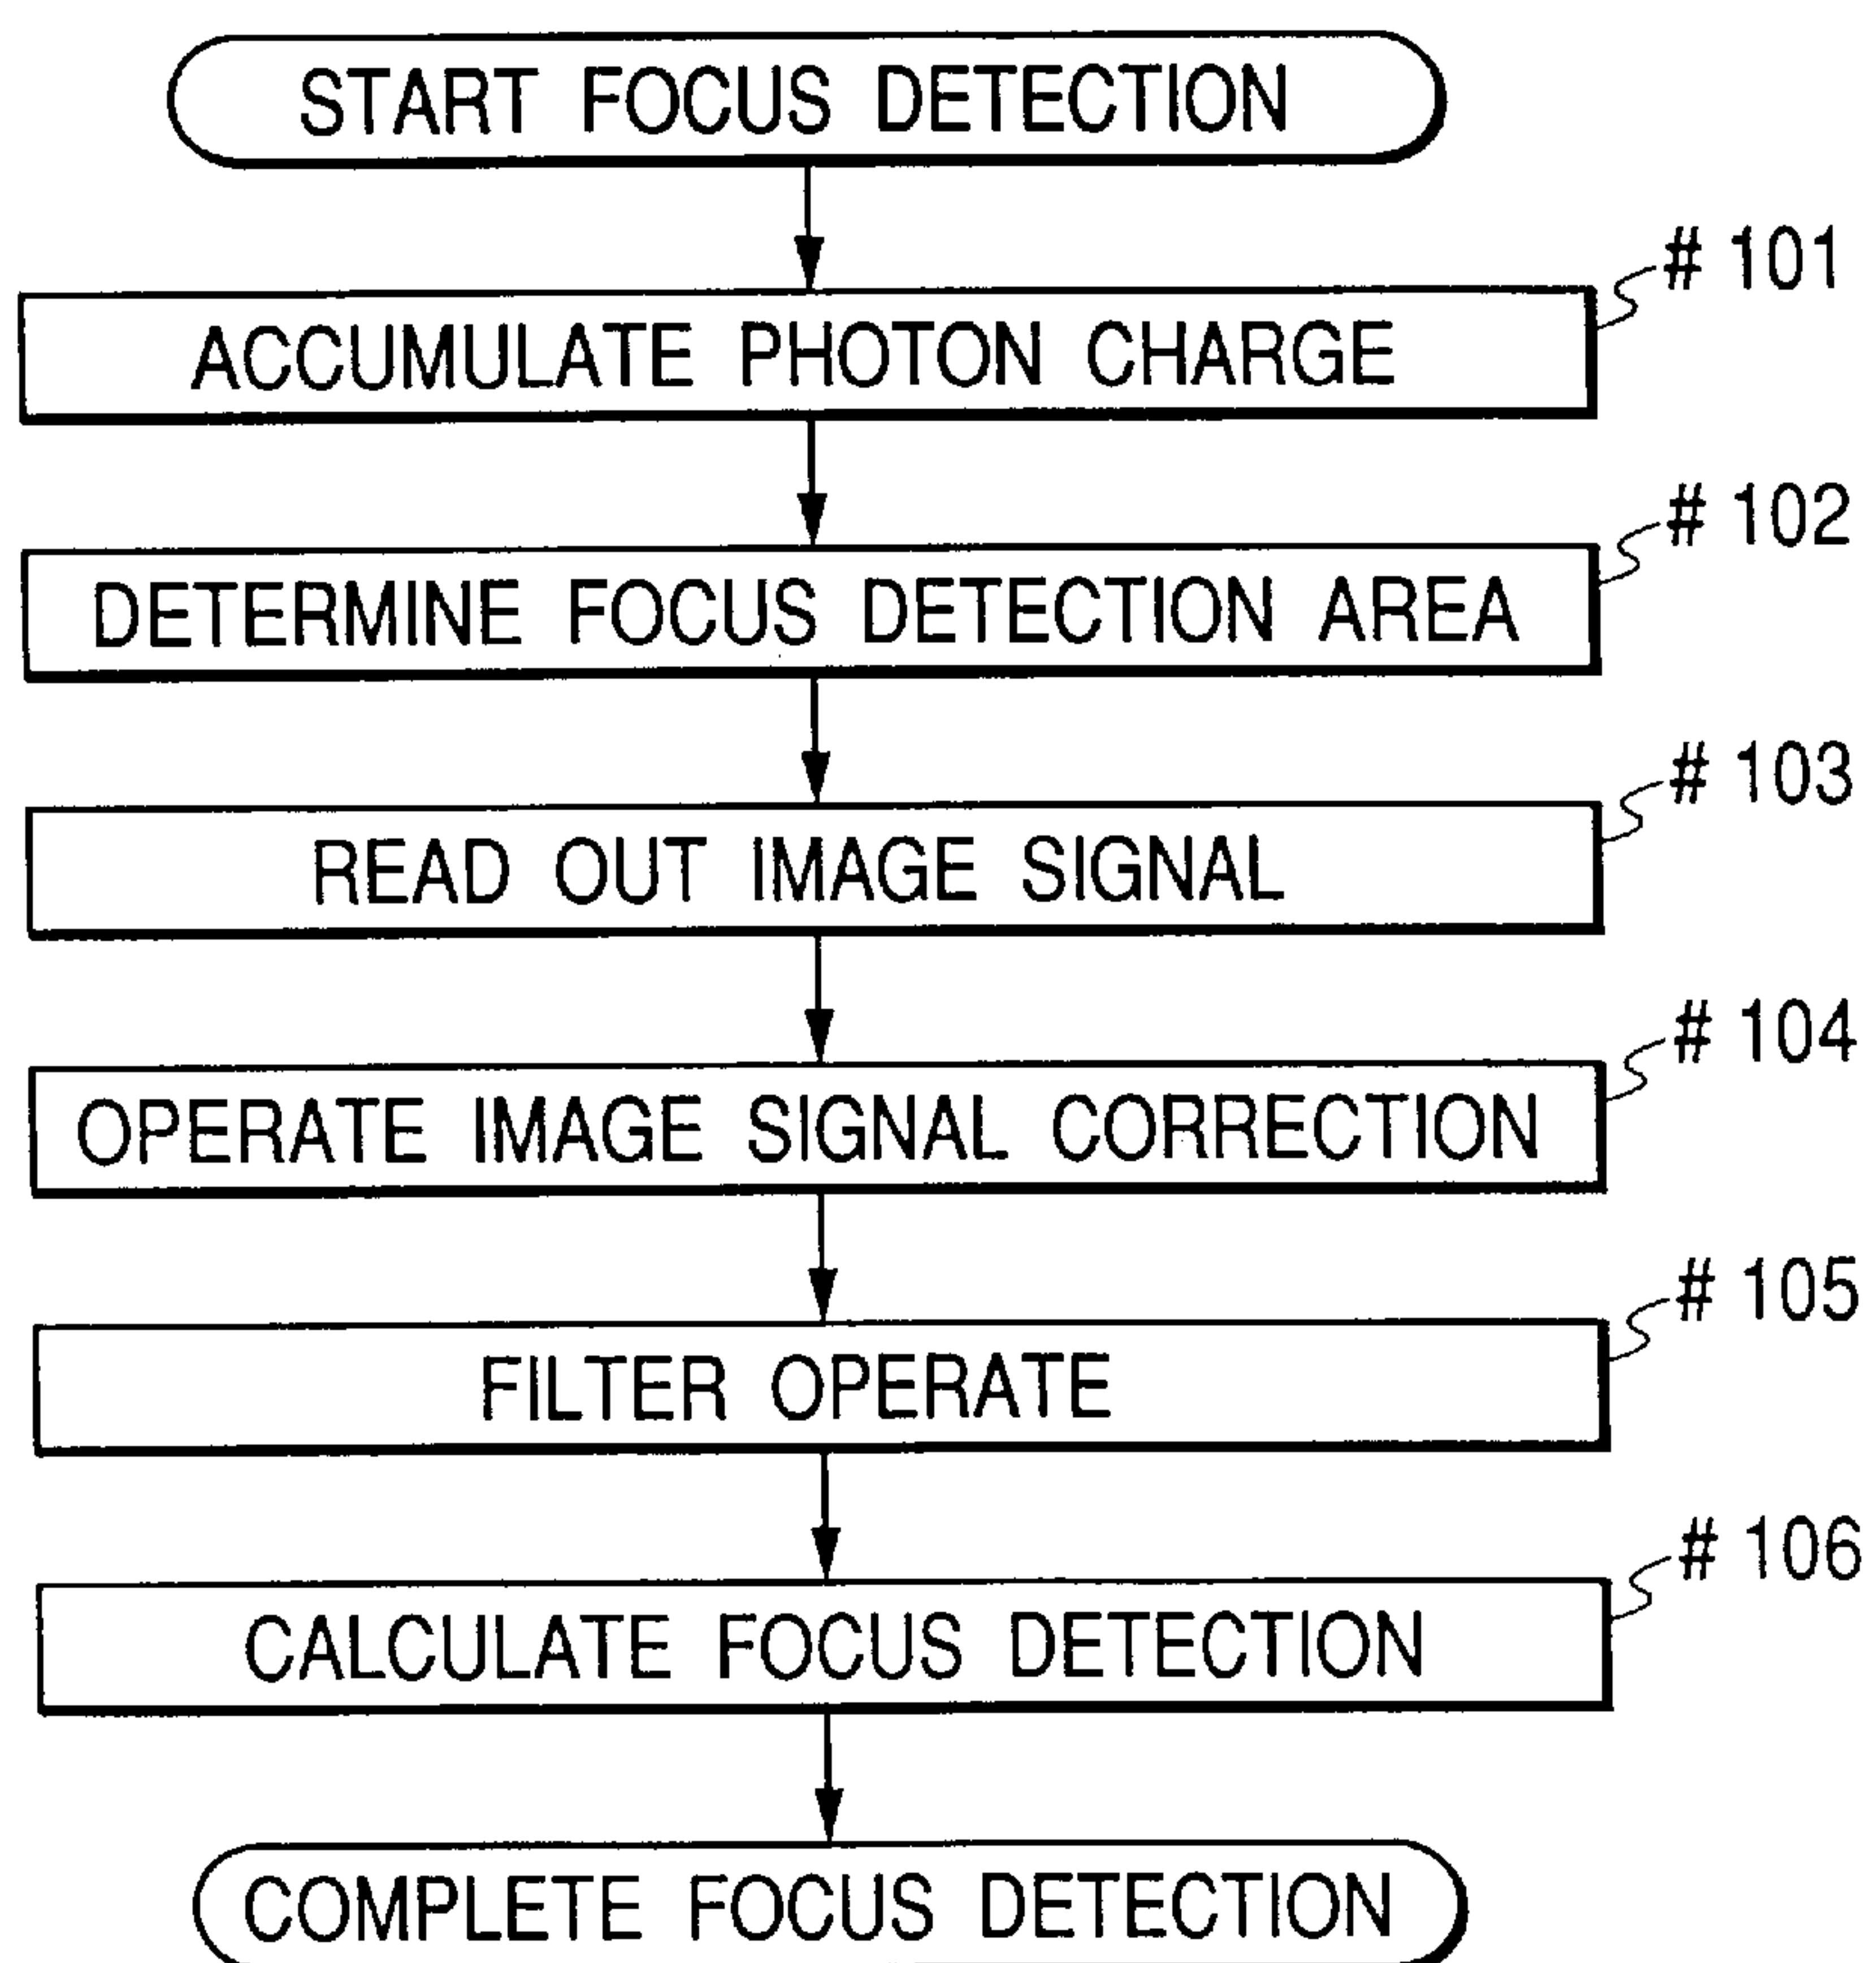 START FOCUS DETECTION
# 101
ACCUMULATE PHOTON CHARGE
# 102
DETERMINE FOCUS DETECTION AREA
# 103
READ OUT IMAGE SIGNAL
# 104
OPERATE IMAGE SIGNAL CORRECTION
# 105
FILTER OPERATE
# 106
CALCULATE FOCUS DETECTION
COMPLETE FOCUS DETECTION